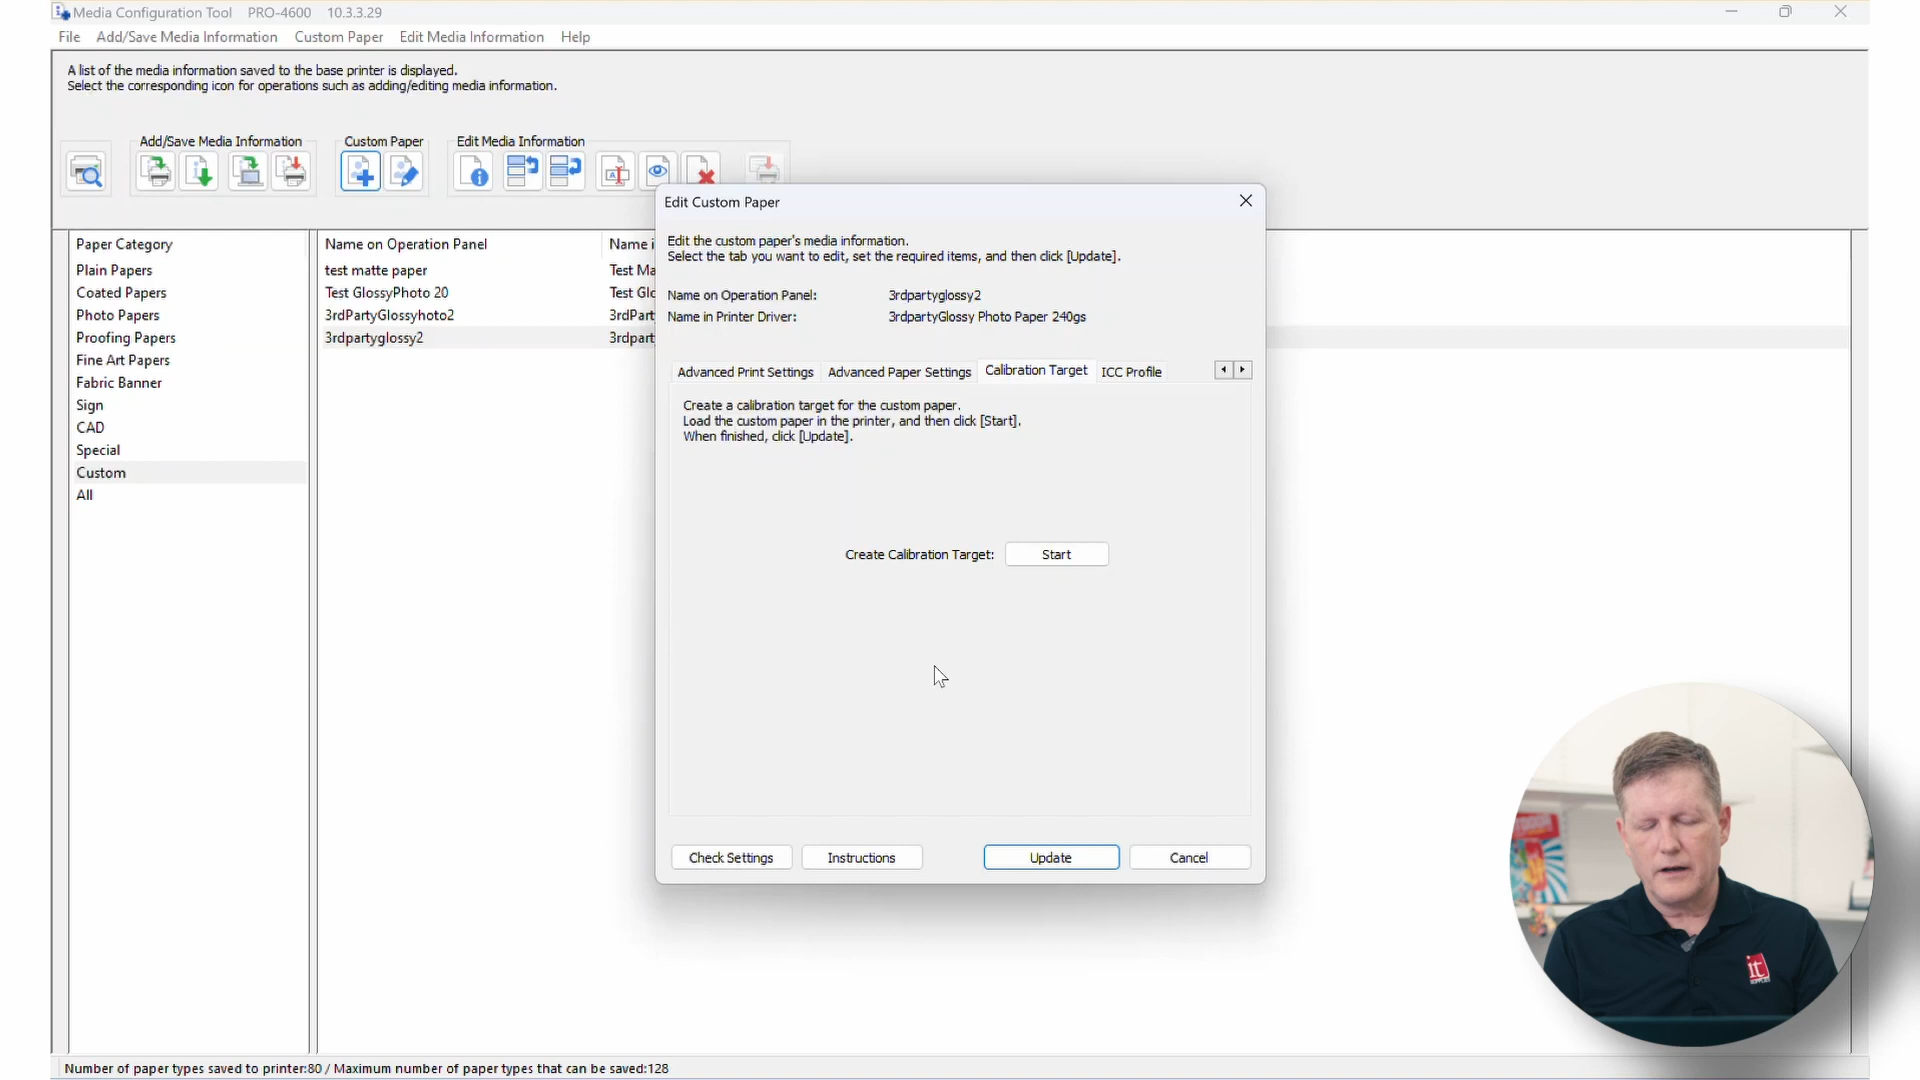 Media Configuration Tool PRO-4600 10.3.3.29
File Add/Save Media Information Custom Paper Edit Media Information Help
A list of the media information saved to the base printer is displayed.
Select the corresponding icon for operations such as adding/editing media information.
Add/Save Media Information Custom Paper Edit Media Information
Edit Custom Paper
Edit the custom paper's media information.
Select the tab you want to edit, set the required items, and then click [Update].
Name on Operation Panel: 3rdpartyglossy2
Name in Printer Driver: 3rdpartyGlossy Photo Paper 240gs
Advanced Print Settings Advanced Paper Settings Calibration Target ICC Profile
Create a calibration target for the custom paper.
Load the custom paper in the printer, and then click [Start].
When finished, click [Update].
Create Calibration Target: Start
Check Settings Instructions Update Cancel
Paper Category
Plain Papers
Coated Papers
Photo Papers
Proofing Papers
Fine Art Papers
Fabric Banner
Sign
CAD
Special
Custom
All
Name on Operation Panel Name i
test matte paper Test Ma
Test GlossyPhoto 20 Test Glo
3rdPartyGlossyhoto2 3rdPart
3rdpartyglossy2 3rdpart
it
SUPPLIES
Number of paper types saved to printer:80 / Maximum number of paper types that can be saved:128